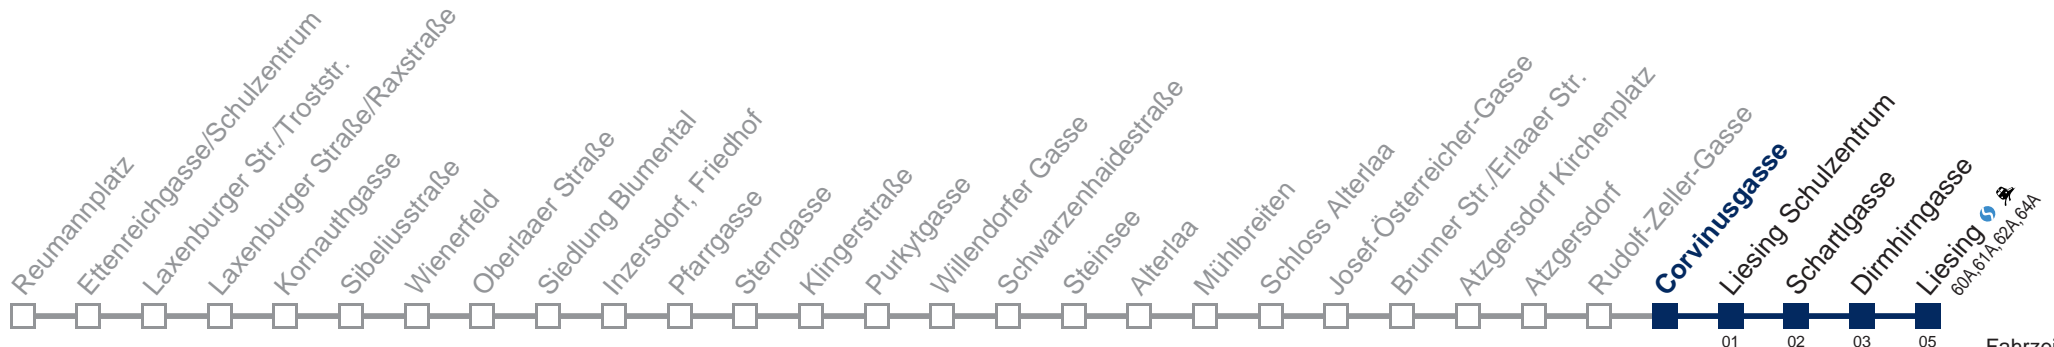 Reumannplatz
Ettenreichgasse/Schulzentrum
Laxenburger Str./Troststr.
Laxenburger Straße/Raxstraße
Kornauthgasse
Sibeliusstraße
Wienerfeld
Oberlaaer Straße
Siedlung Blumental
Inzersdorf, Friedhof
Pfarrgasse
Sterngasse
Klingerstraße
Purkytgasse
Willendorfer Gasse
Schwarzenhaidestraße
Steinsee
Alterlaa
Mühlbreiten
Schloss Alterlaa
Josef-Österreicher-Gasse
Brunner Str./Erlaaer Str.
Atzgersdorf Kirchenplatz
Atzgersdorf
Rudolf-Zeller-Gasse
Corvinusgasse
Liesing Schulzentrum
Schartlgasse
Dirmhirngasse
Liesing
60A,61A,62A,64A
01 02 03 05